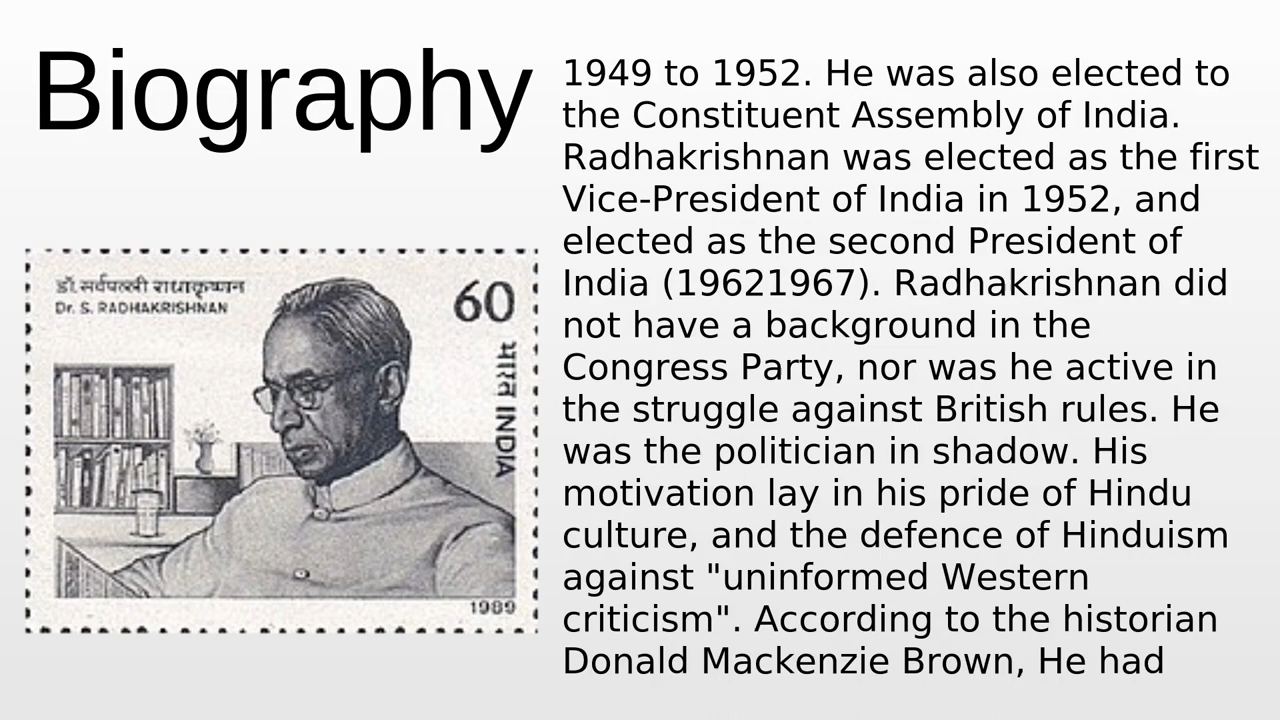 Biography
डॉ. सर्वपल्ली राधाकृष्णन
Dr. S. RADHAKRISHNAN
60
भारत INDIA
1989
1949 to 1952. He was also elected to
the Constituent Assembly of India.
Radhakrishnan was elected as the first
Vice-President of India in 1952, and
elected as the second President of
India (19621967). Radhakrishnan did
not have a background in the
Congress Party, nor was he active in
the struggle against British rules. He
was the politician in shadow. His
motivation lay in his pride of Hindu
culture, and the defence of Hinduism
against "uninformed Western
criticism". According to the historian
Donald Mackenzie Brown, He had